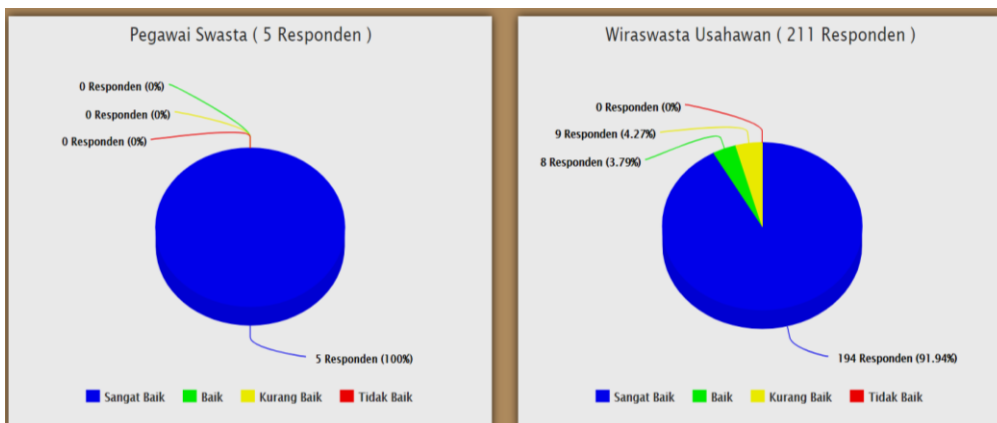 Pegawai Swasta ( 5 Responden )
0 Responden (0%)
0 Responden (0%)
0 Responden (0%)
5 Responden (100%)
Sangat Baik Baik Kurang Baik Tidak Baik
Wiraswasta Usahawan ( 211 Responden )
0 Responden (0%)
9 Responden (4.27%)
8 Responden (3.79%)
194 Responden (91.94%)
Sangat Baik Baik Kurang Baik Tidak Baik